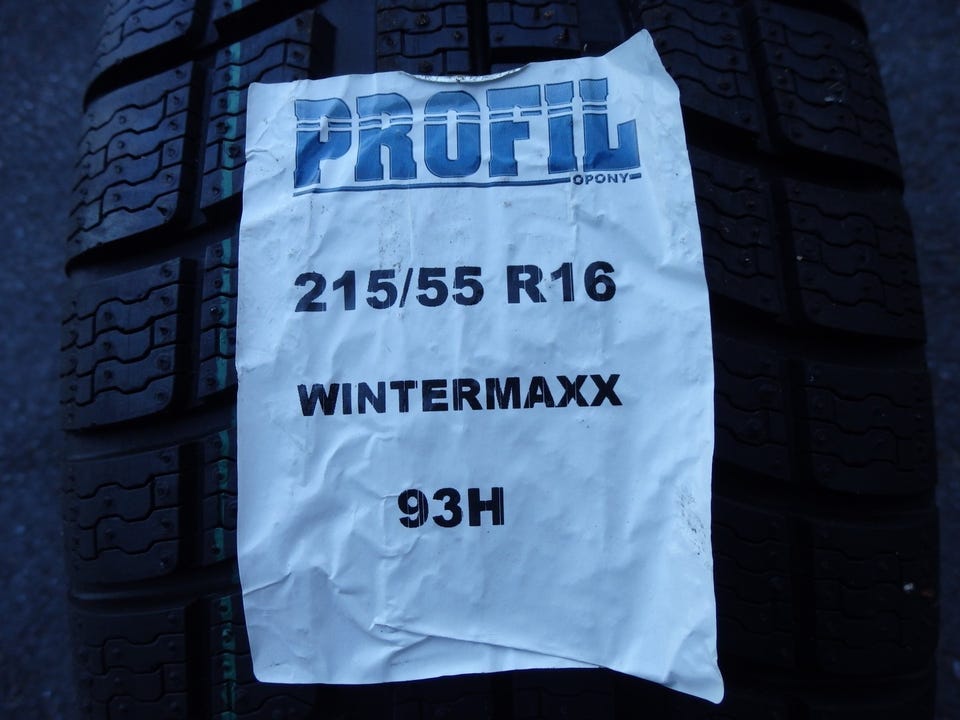 PROFIL
OPONY
215/55 R16
WINTERMAXX
93H